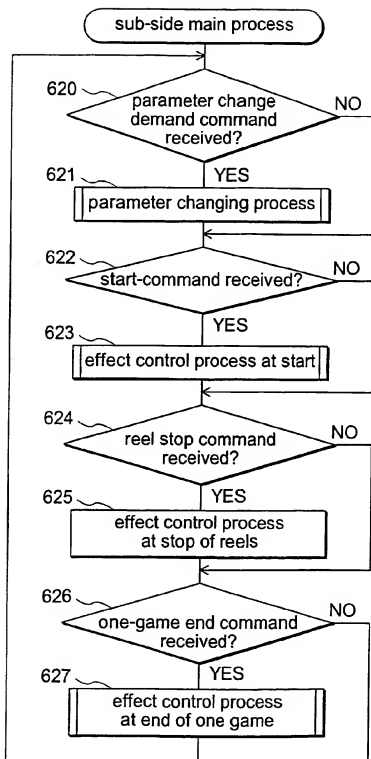 sub-side main process
620
parameter change
demand command
received?
NO
YES
621
parameter changing process
622
start-command received?
NO
YES
623
effect control process at start
624
reel stop command
received?
NO
YES
625
effect control process
at stop of reels
626
one-game end command
received?
NO
YES
627
effect control process
at end of one game